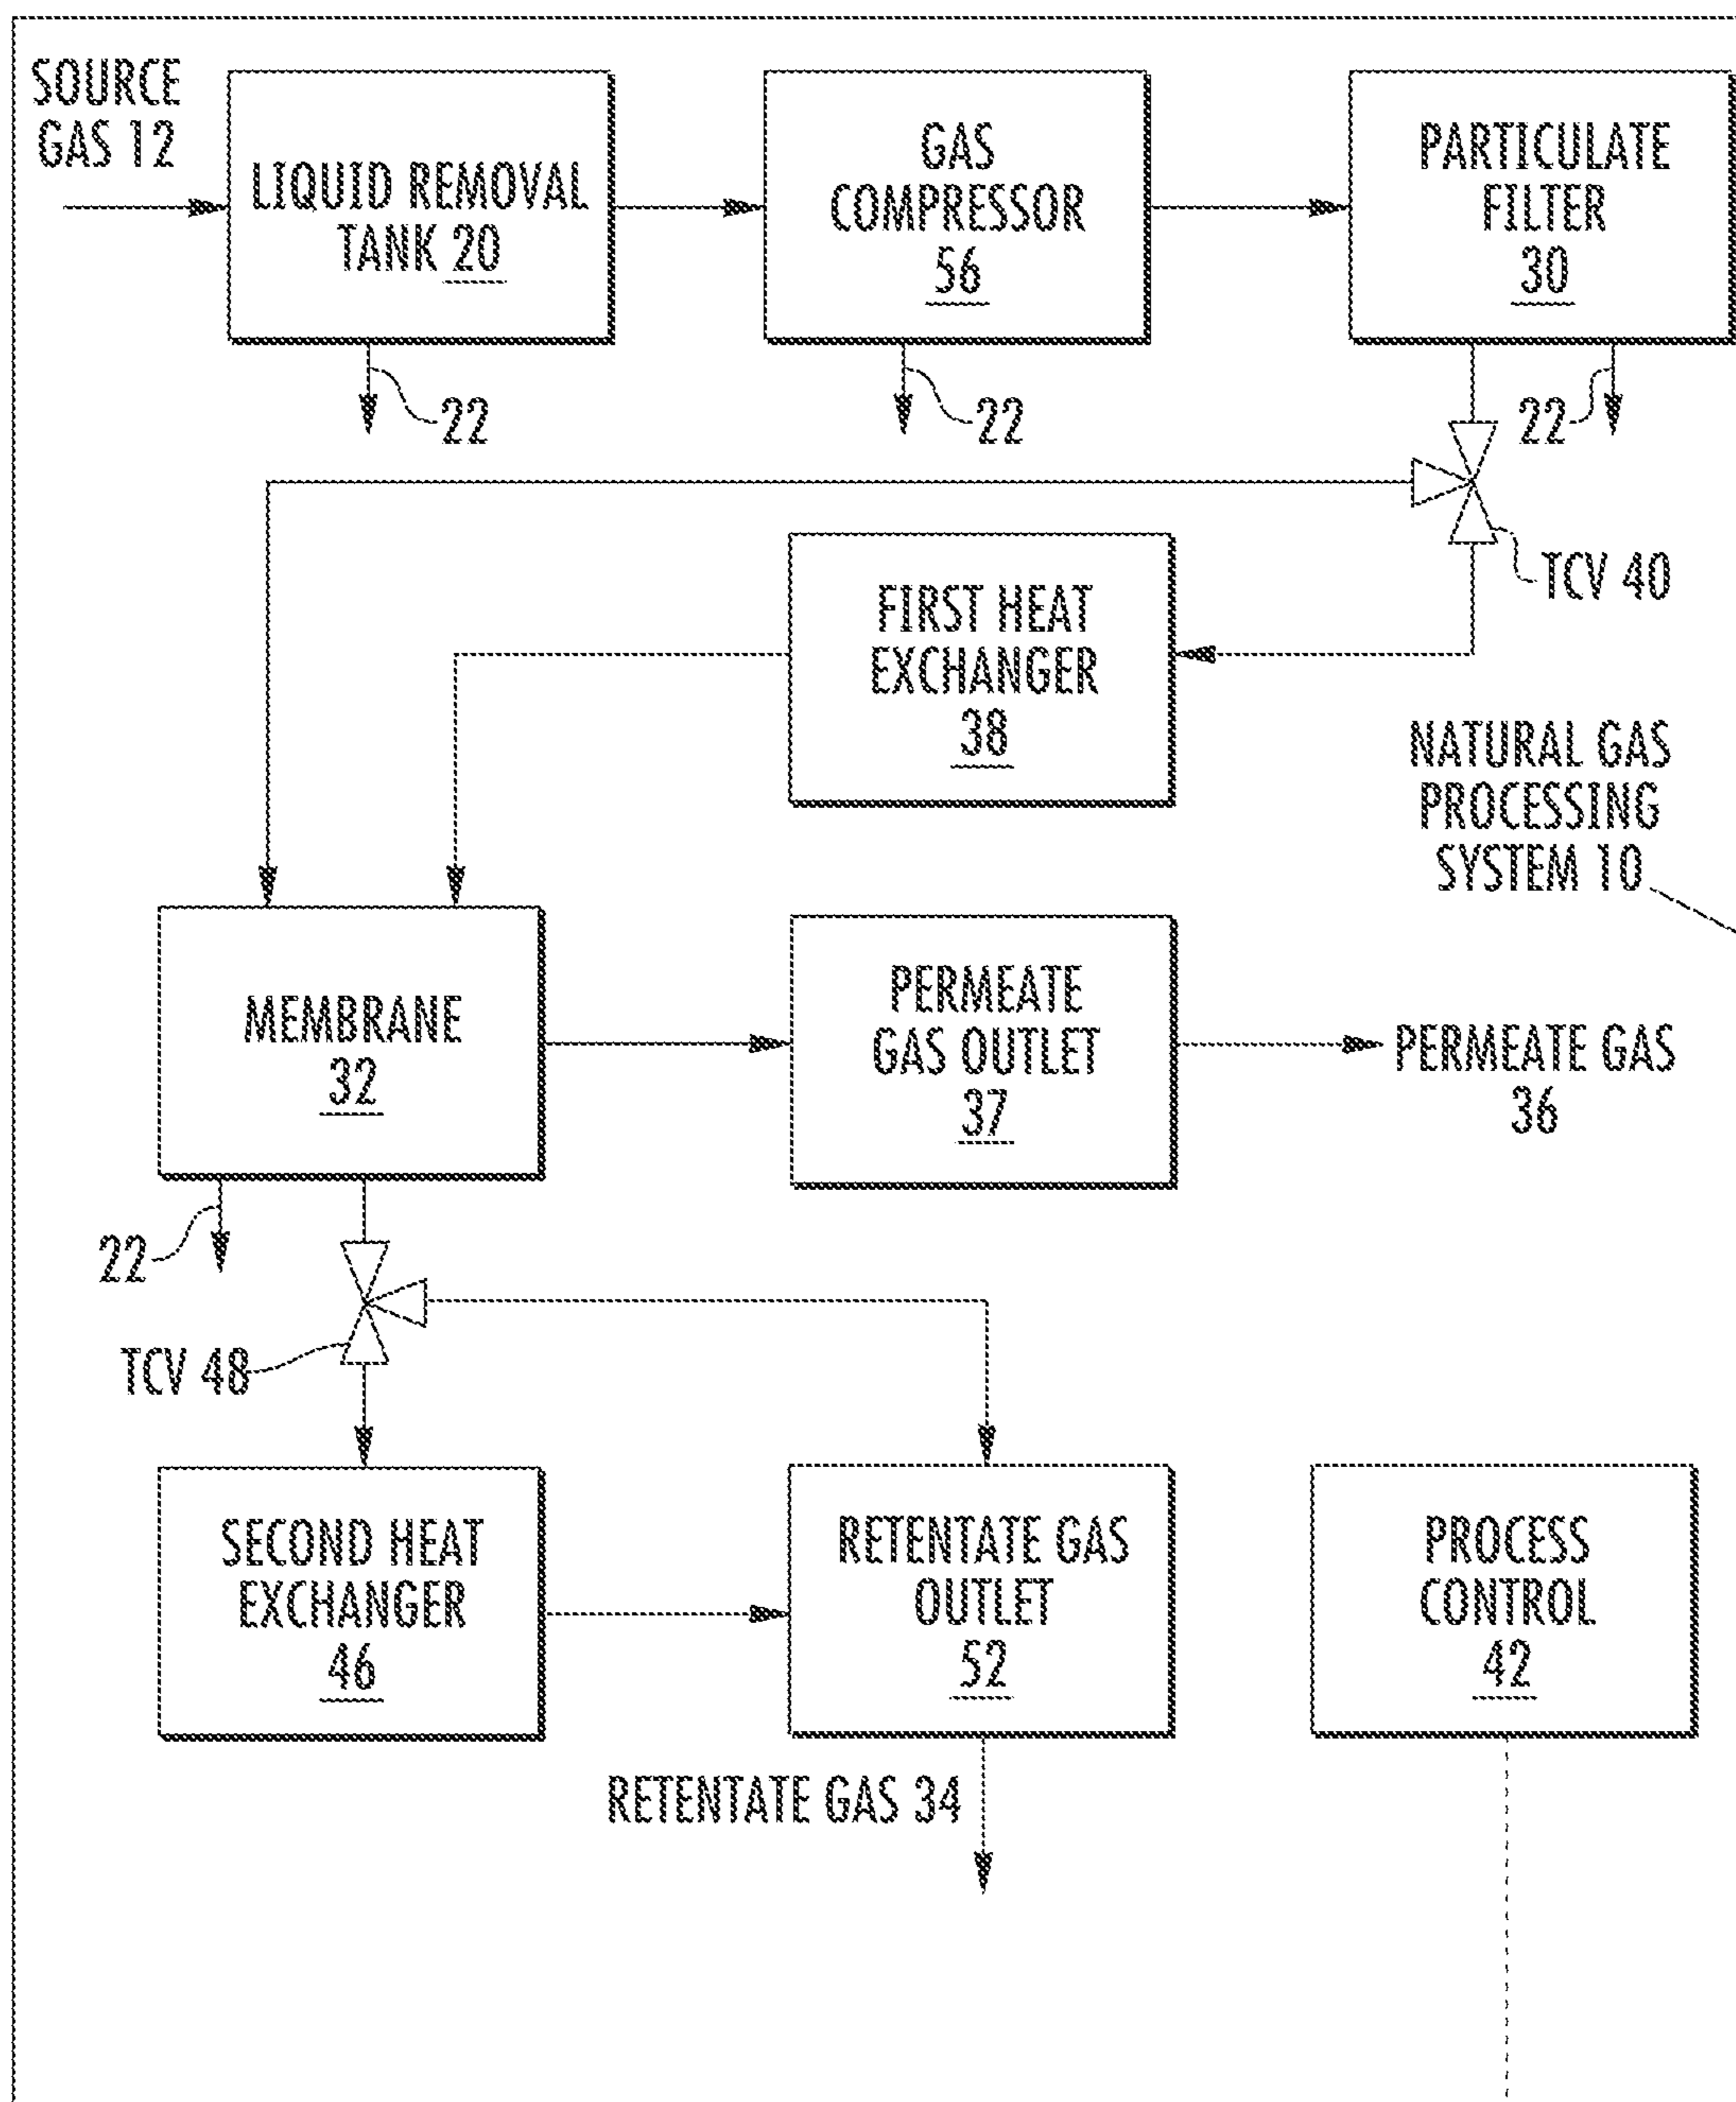 SOURCE
GAS 12
LIQUID REMOVAL
TANK 20
GAS
COMPRESSOR
56
PARTICULATE
FILTER
30
22
22
22
TCV 40
FIRST HEAT
EXCHANGER
38
NATURAL GAS
PROCESSING
SYSTEM 10
MEMBRANE
32
PERMEATE
GAS OUTLET
37
PERMEATE GAS
36
22
TCV 48
SECOND HEAT
EXCHANGER
46
RETENTATE GAS
OUTLET
52
PROCESS
CONTROL
42
RETENTATE GAS 34